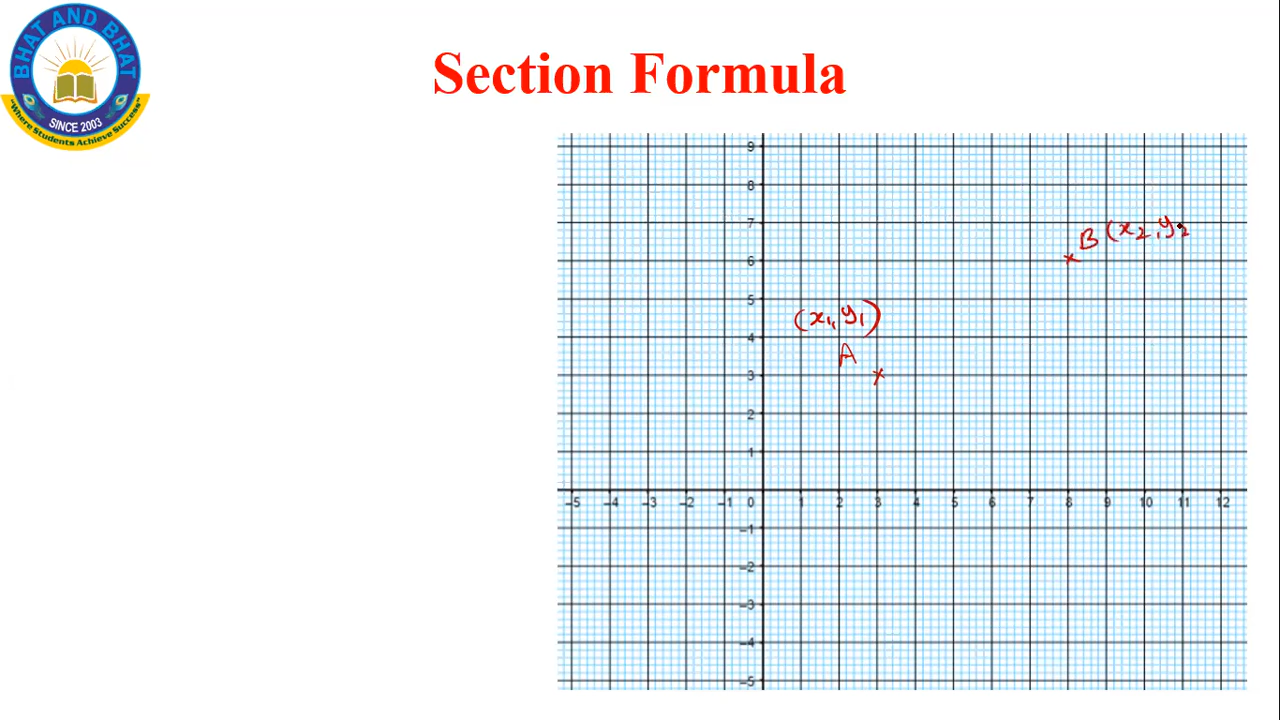 BHAT AND BHAT
SINCE 2003
"Where Students Achieve Success"
Section Formula
9
8
7
B (x₂, y₂
6
5
(x₁, y₁)
4
A
3
2
1
–5 –4 –3 –2 –1 0 1 2 3 4 5 6 7 8 9 10 11 12
–1
–2
–3
–4
–5